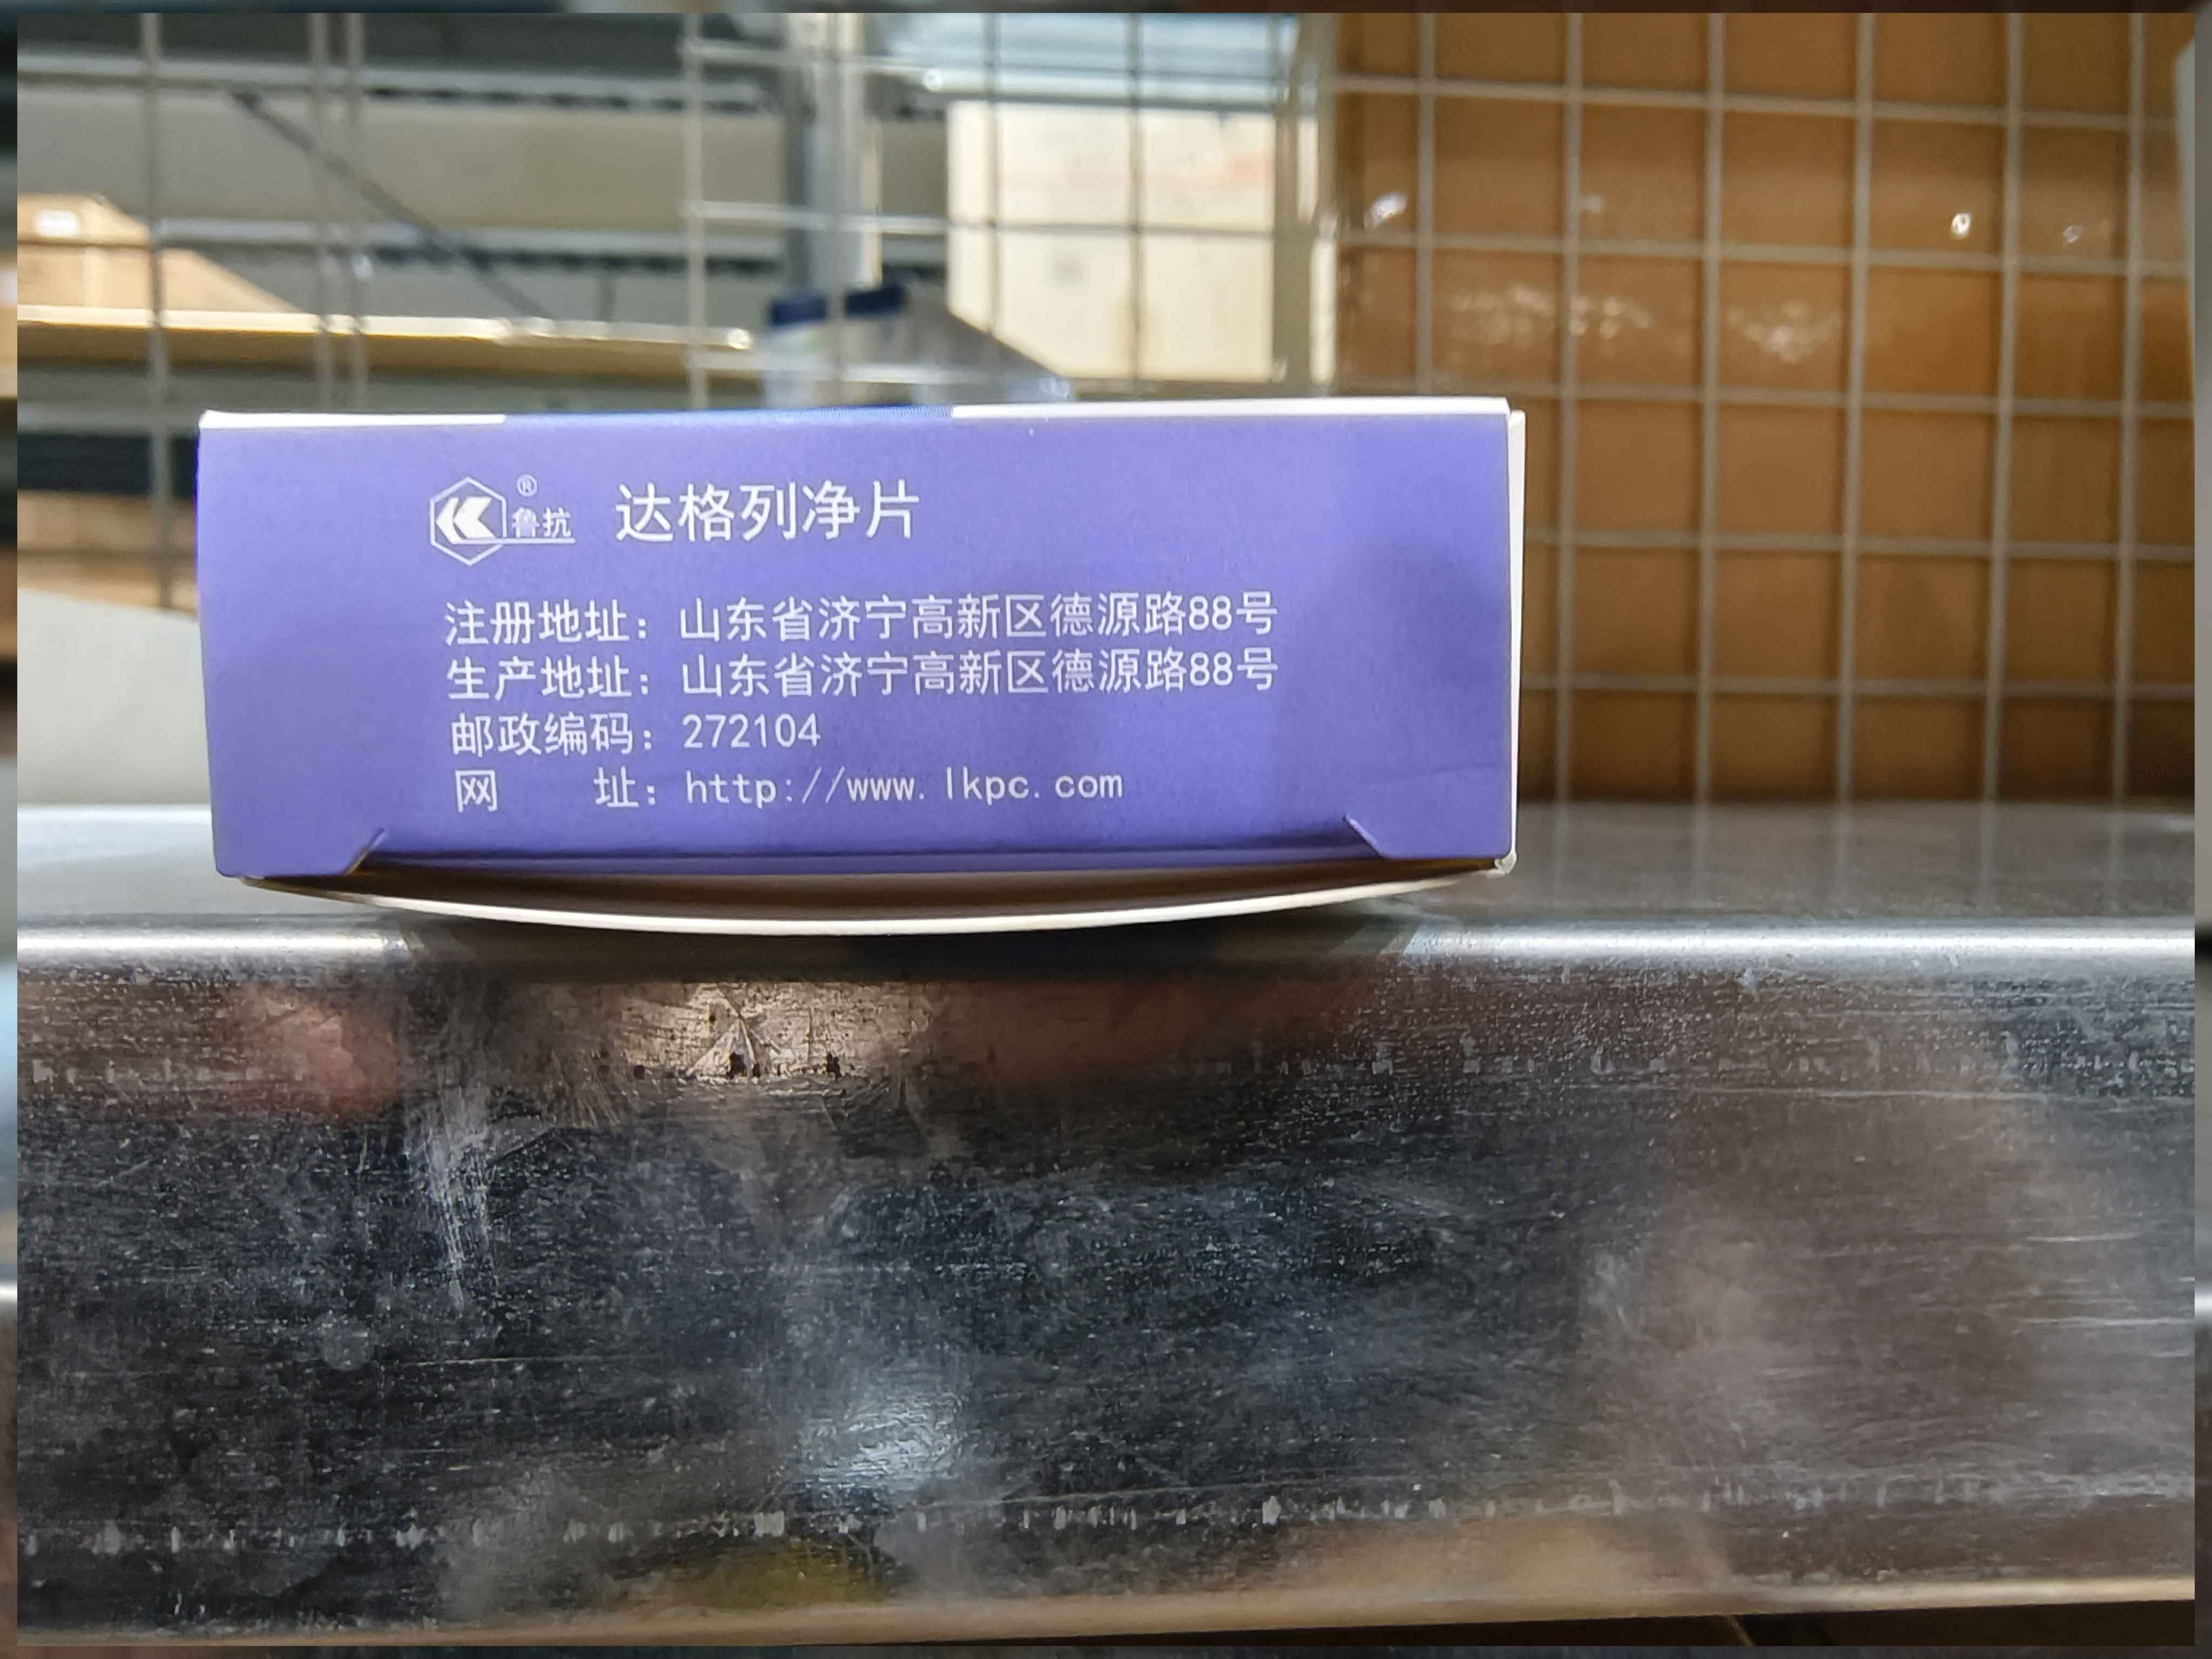 鲁抗® 达格列净片
注册地址：山东省济宁高新区德源路88号
生产地址：山东省济宁高新区德源路88号
邮政编码：272104
网 址：http://www.lkpc.com